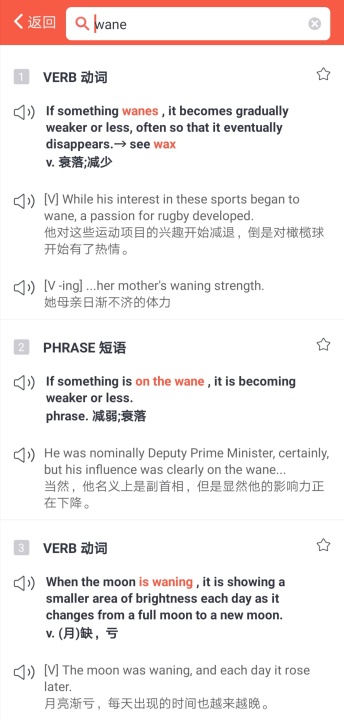 返回
wane
1 VERB 动词
If something wanes , it becomes gradually
weaker or less, often so that it eventually
disappears.→ see wax
v. 衰落;减少
[V] While his interest in these sports began to
wane, a passion for rugby developed.
他对这些运动项目的兴趣开始减退，倒是对橄榄球
开始有了热情。
[V -ing] ...her mother's waning strength.
她母亲日渐不济的体力
2 PHRASE 短语
If something is on the wane , it is becoming
weaker or less.
phrase. 减弱;衰落
He was nominally Deputy Prime Minister, certainly,
but his influence was clearly on the wane...
当然，他名义上是副首相，但是显然他的影响力正
在下降。
3 VERB 动词
When the moon is waning , it is showing a
smaller area of brightness each day as it
changes from a full moon to a new moon.
v. (月)缺，亏
[V] The moon was waning, and each day it rose
later.
月亮渐亏，每天出现的时间也越来越晚。